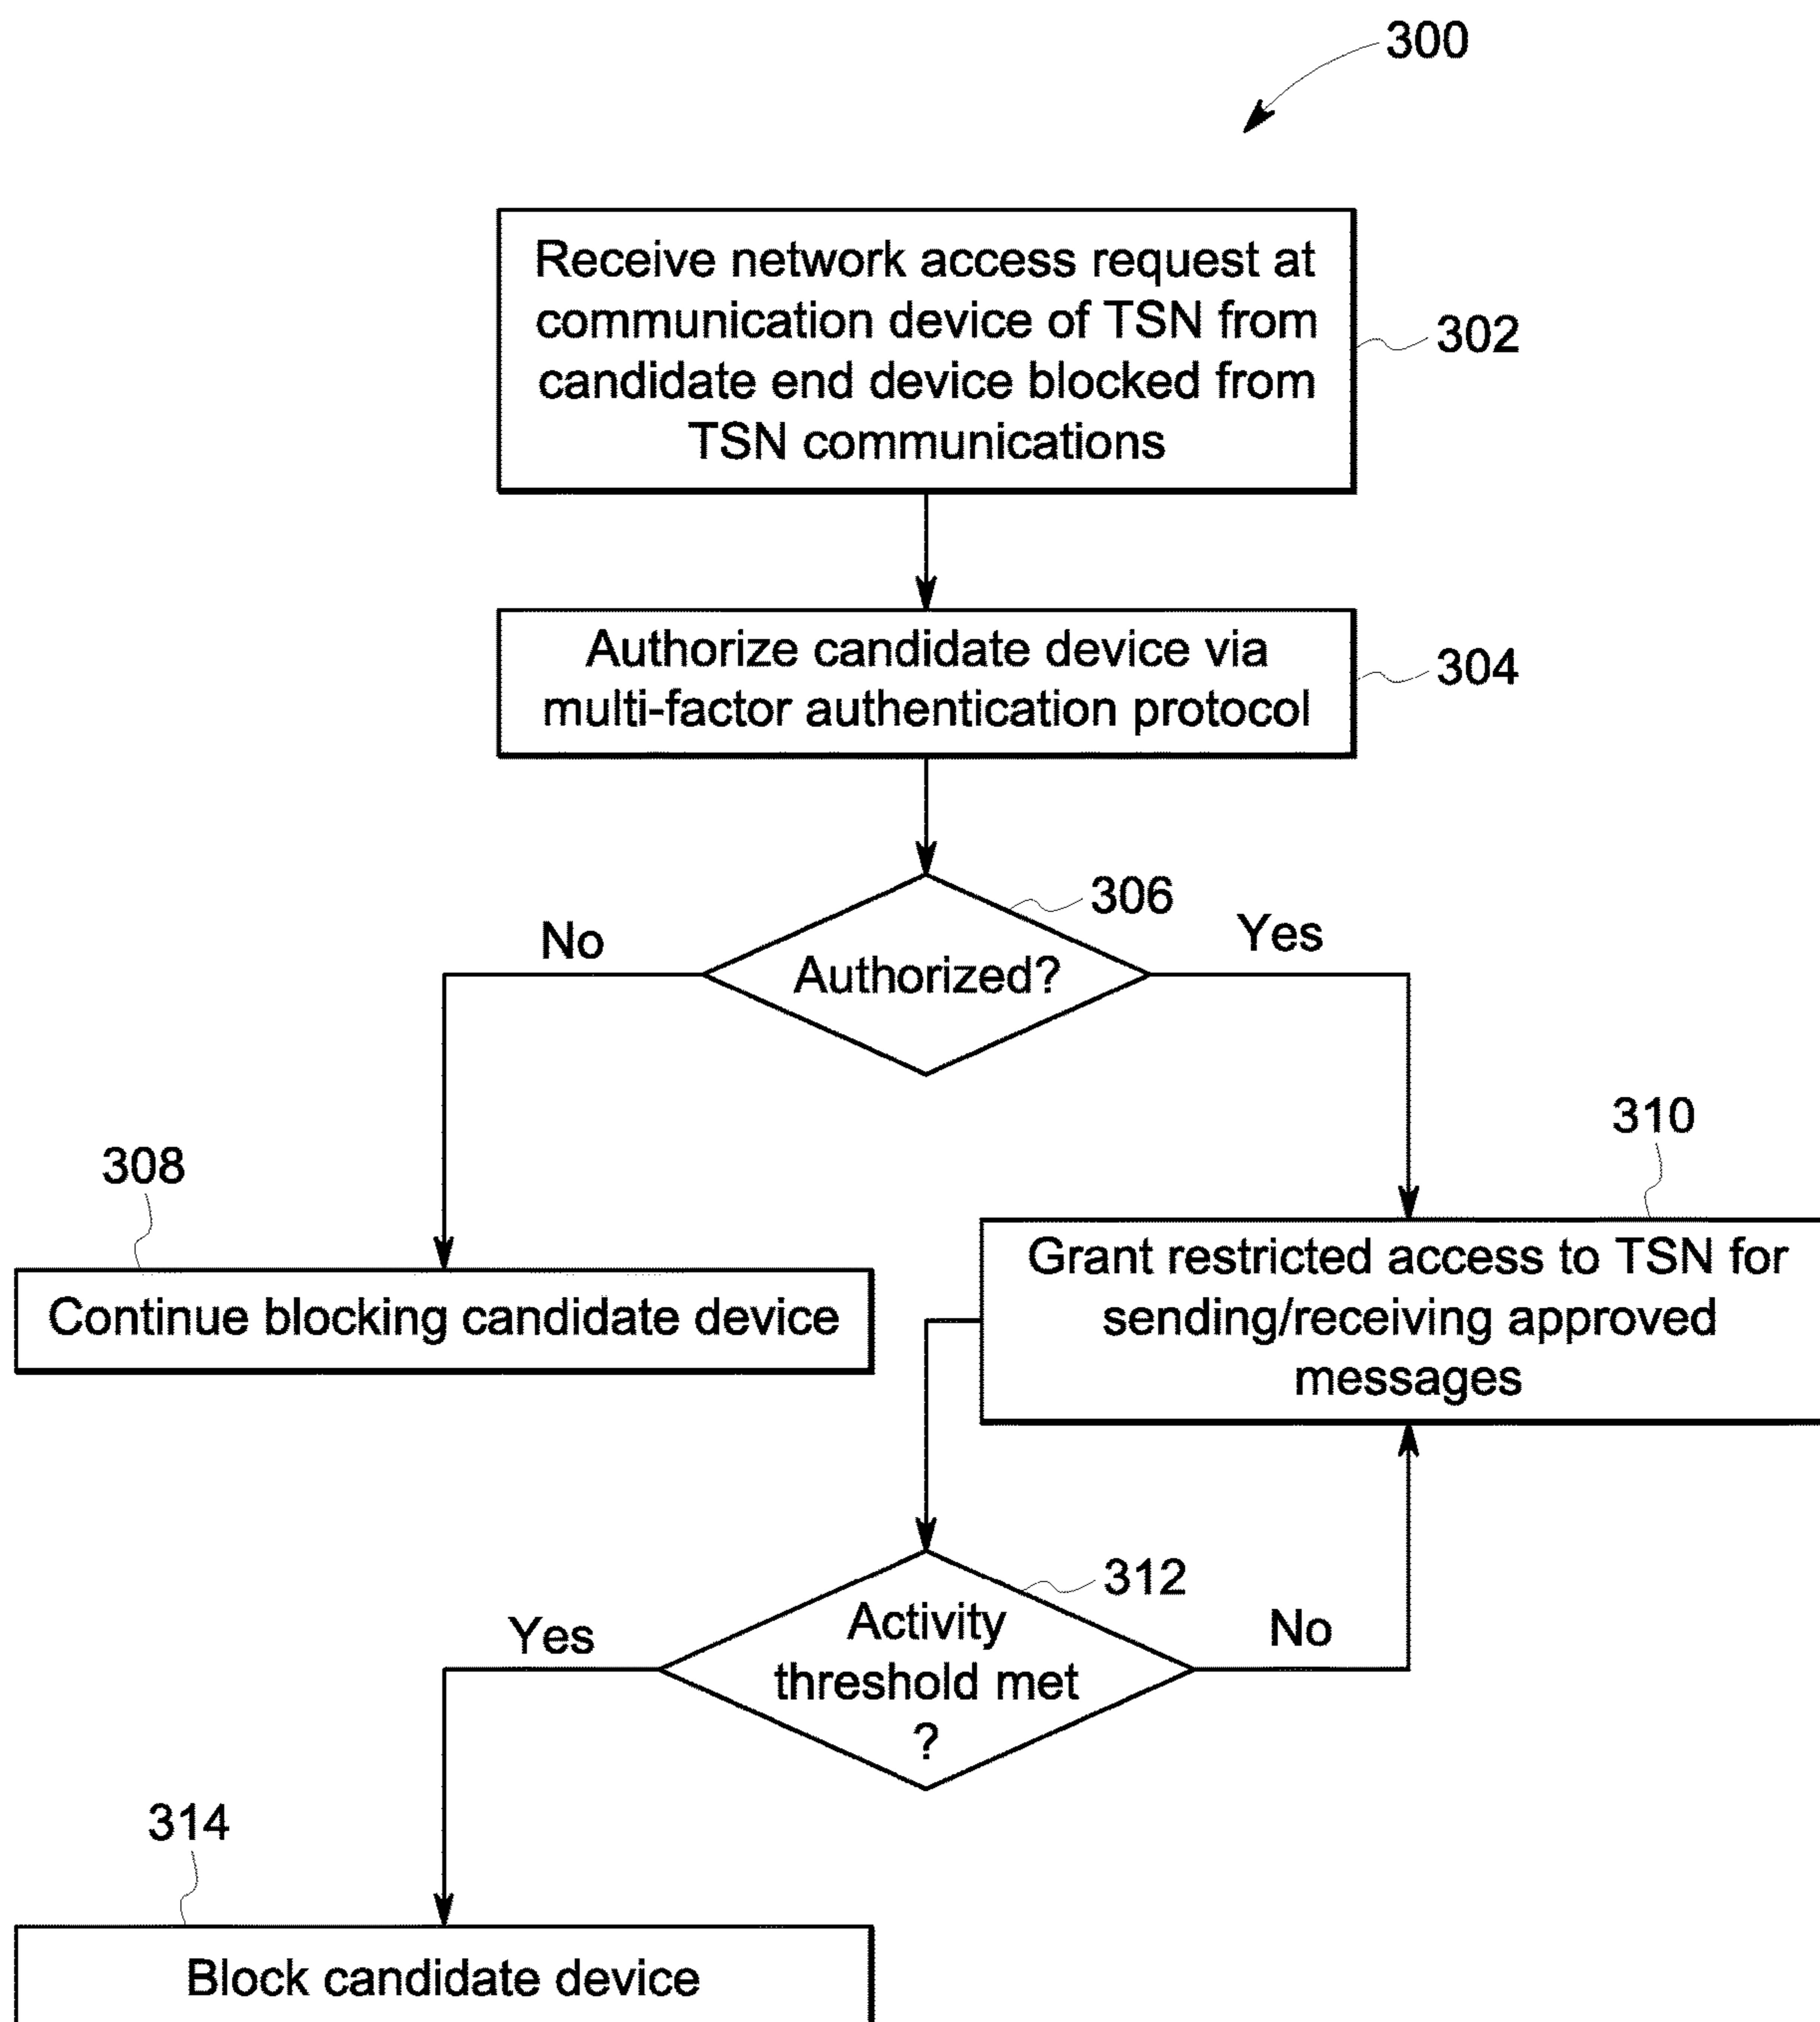 300
Receive network access request at
communication device of TSN from
candidate end device blocked from
TSN communications
302
Authorize candidate device via
multi-factor authentication protocol
304
306
No
Yes
Authorized?
310
308
Grant restricted access to TSN for
sending/receiving approved
messages
Continue blocking candidate device
312
Yes
No
Activity
threshold met
?
314
Block candidate device